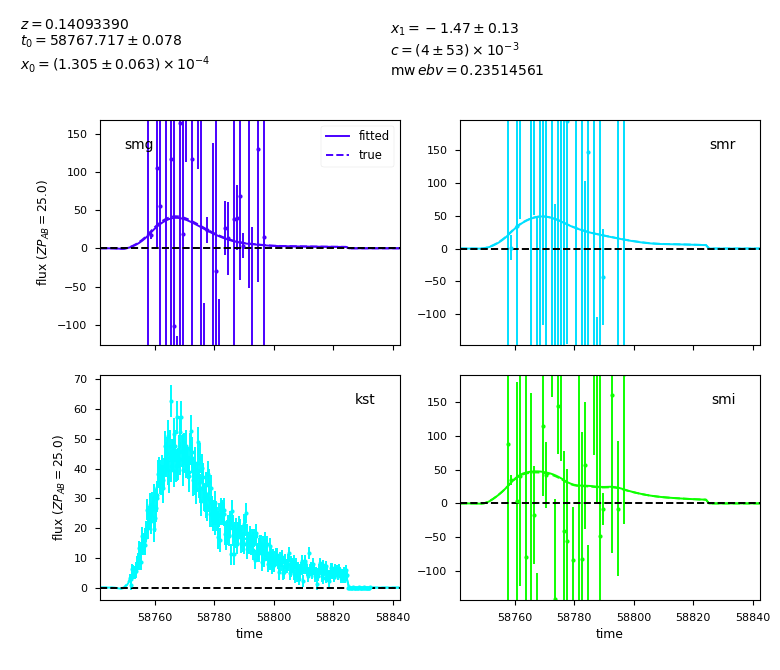 z = 0.14093390
t₀ = 58767.717 ± 0.078
x₀ = (1.305 ± 0.063) × 10⁻⁴
x₁ = −1.47 ± 0.13
c = (4 ± 53) × 10⁻³
mw ebv = 0.23514561
smg
fitted
true
150
100
50
0
−50
−100
flux (ZP_AB = 25.0)
smr
150
100
50
0
−50
−100
kst
70
60
50
40
30
20
10
0
flux (ZP_AB = 25.0)
58760 58780 58800 58820 58840
time
smi
150
100
50
0
−50
−100
58760 58780 58800 58820 58840
time